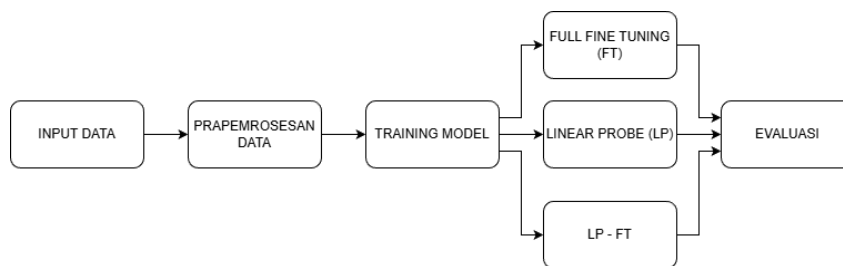 INPUT DATA
PRAPEMROSESAN
DATA
TRAINING MODEL
FULL FINE TUNING
(FT)
LINEAR PROBE (LP)
LP - FT
EVALUASI